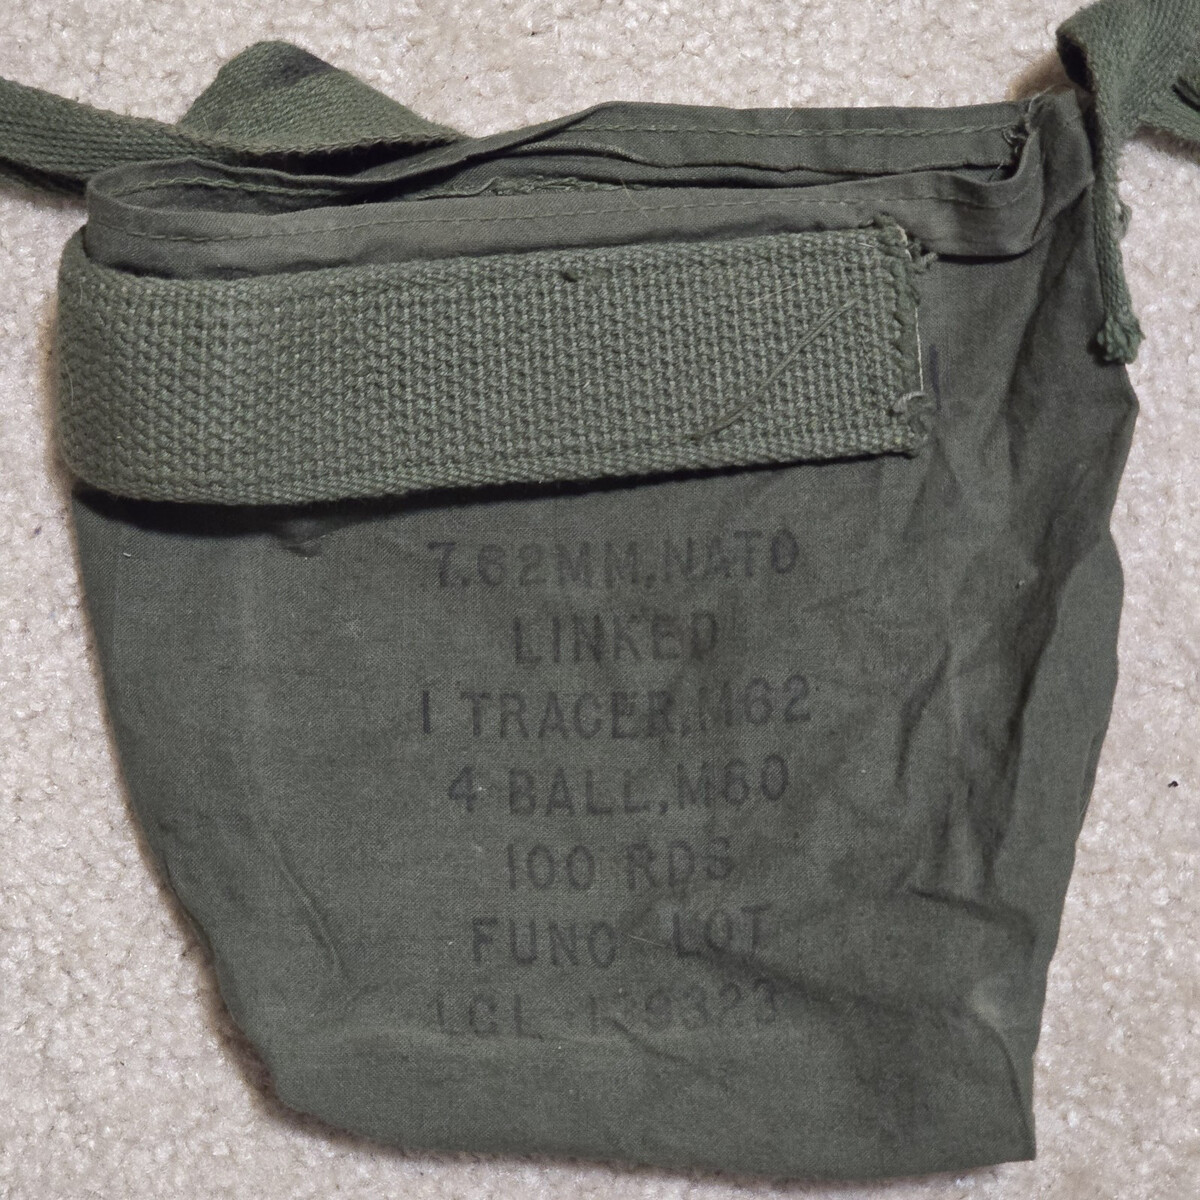 7.62MM,NATO
LINKED
1 TRACER,M62
4 BALL,M80
100 RDS
FUNC LOT